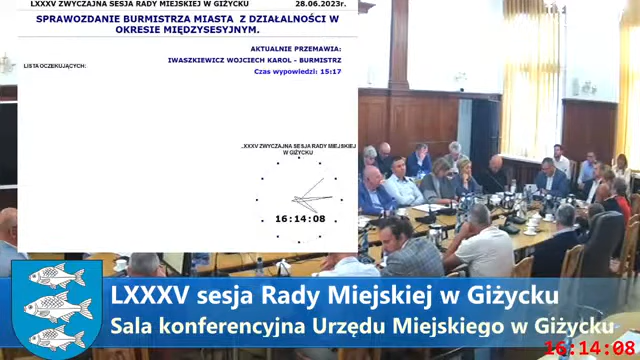 LXXXV ZWYCZAJNA SESJA RADY MIEJSKIEJ W GIŻYCKU 28.06.2023r.
SPRAWOZDANIE BURMISTRZA MIASTA Z DZIAŁALNOŚCI W
OKRESIE MIĘDZYSESYJNYM.
AKTUALNIE PRZEMAWIA:
IWASZKIEWICZ WOJCIECH KAROL - BURMISTRZ
LISTA OCZEKUJĄCYCH:
Czas wypowiedzi: 15:17
.XXXV ZWYCZAJNA SESJA RADY MIEJSKIEJ
W GIŻYCKU
16:14:08
LXXXV sesja Rady Miejskiej w Giżycku
Sala konferencyjna Urzędu Miejskiego w Giżycku
16:14:08